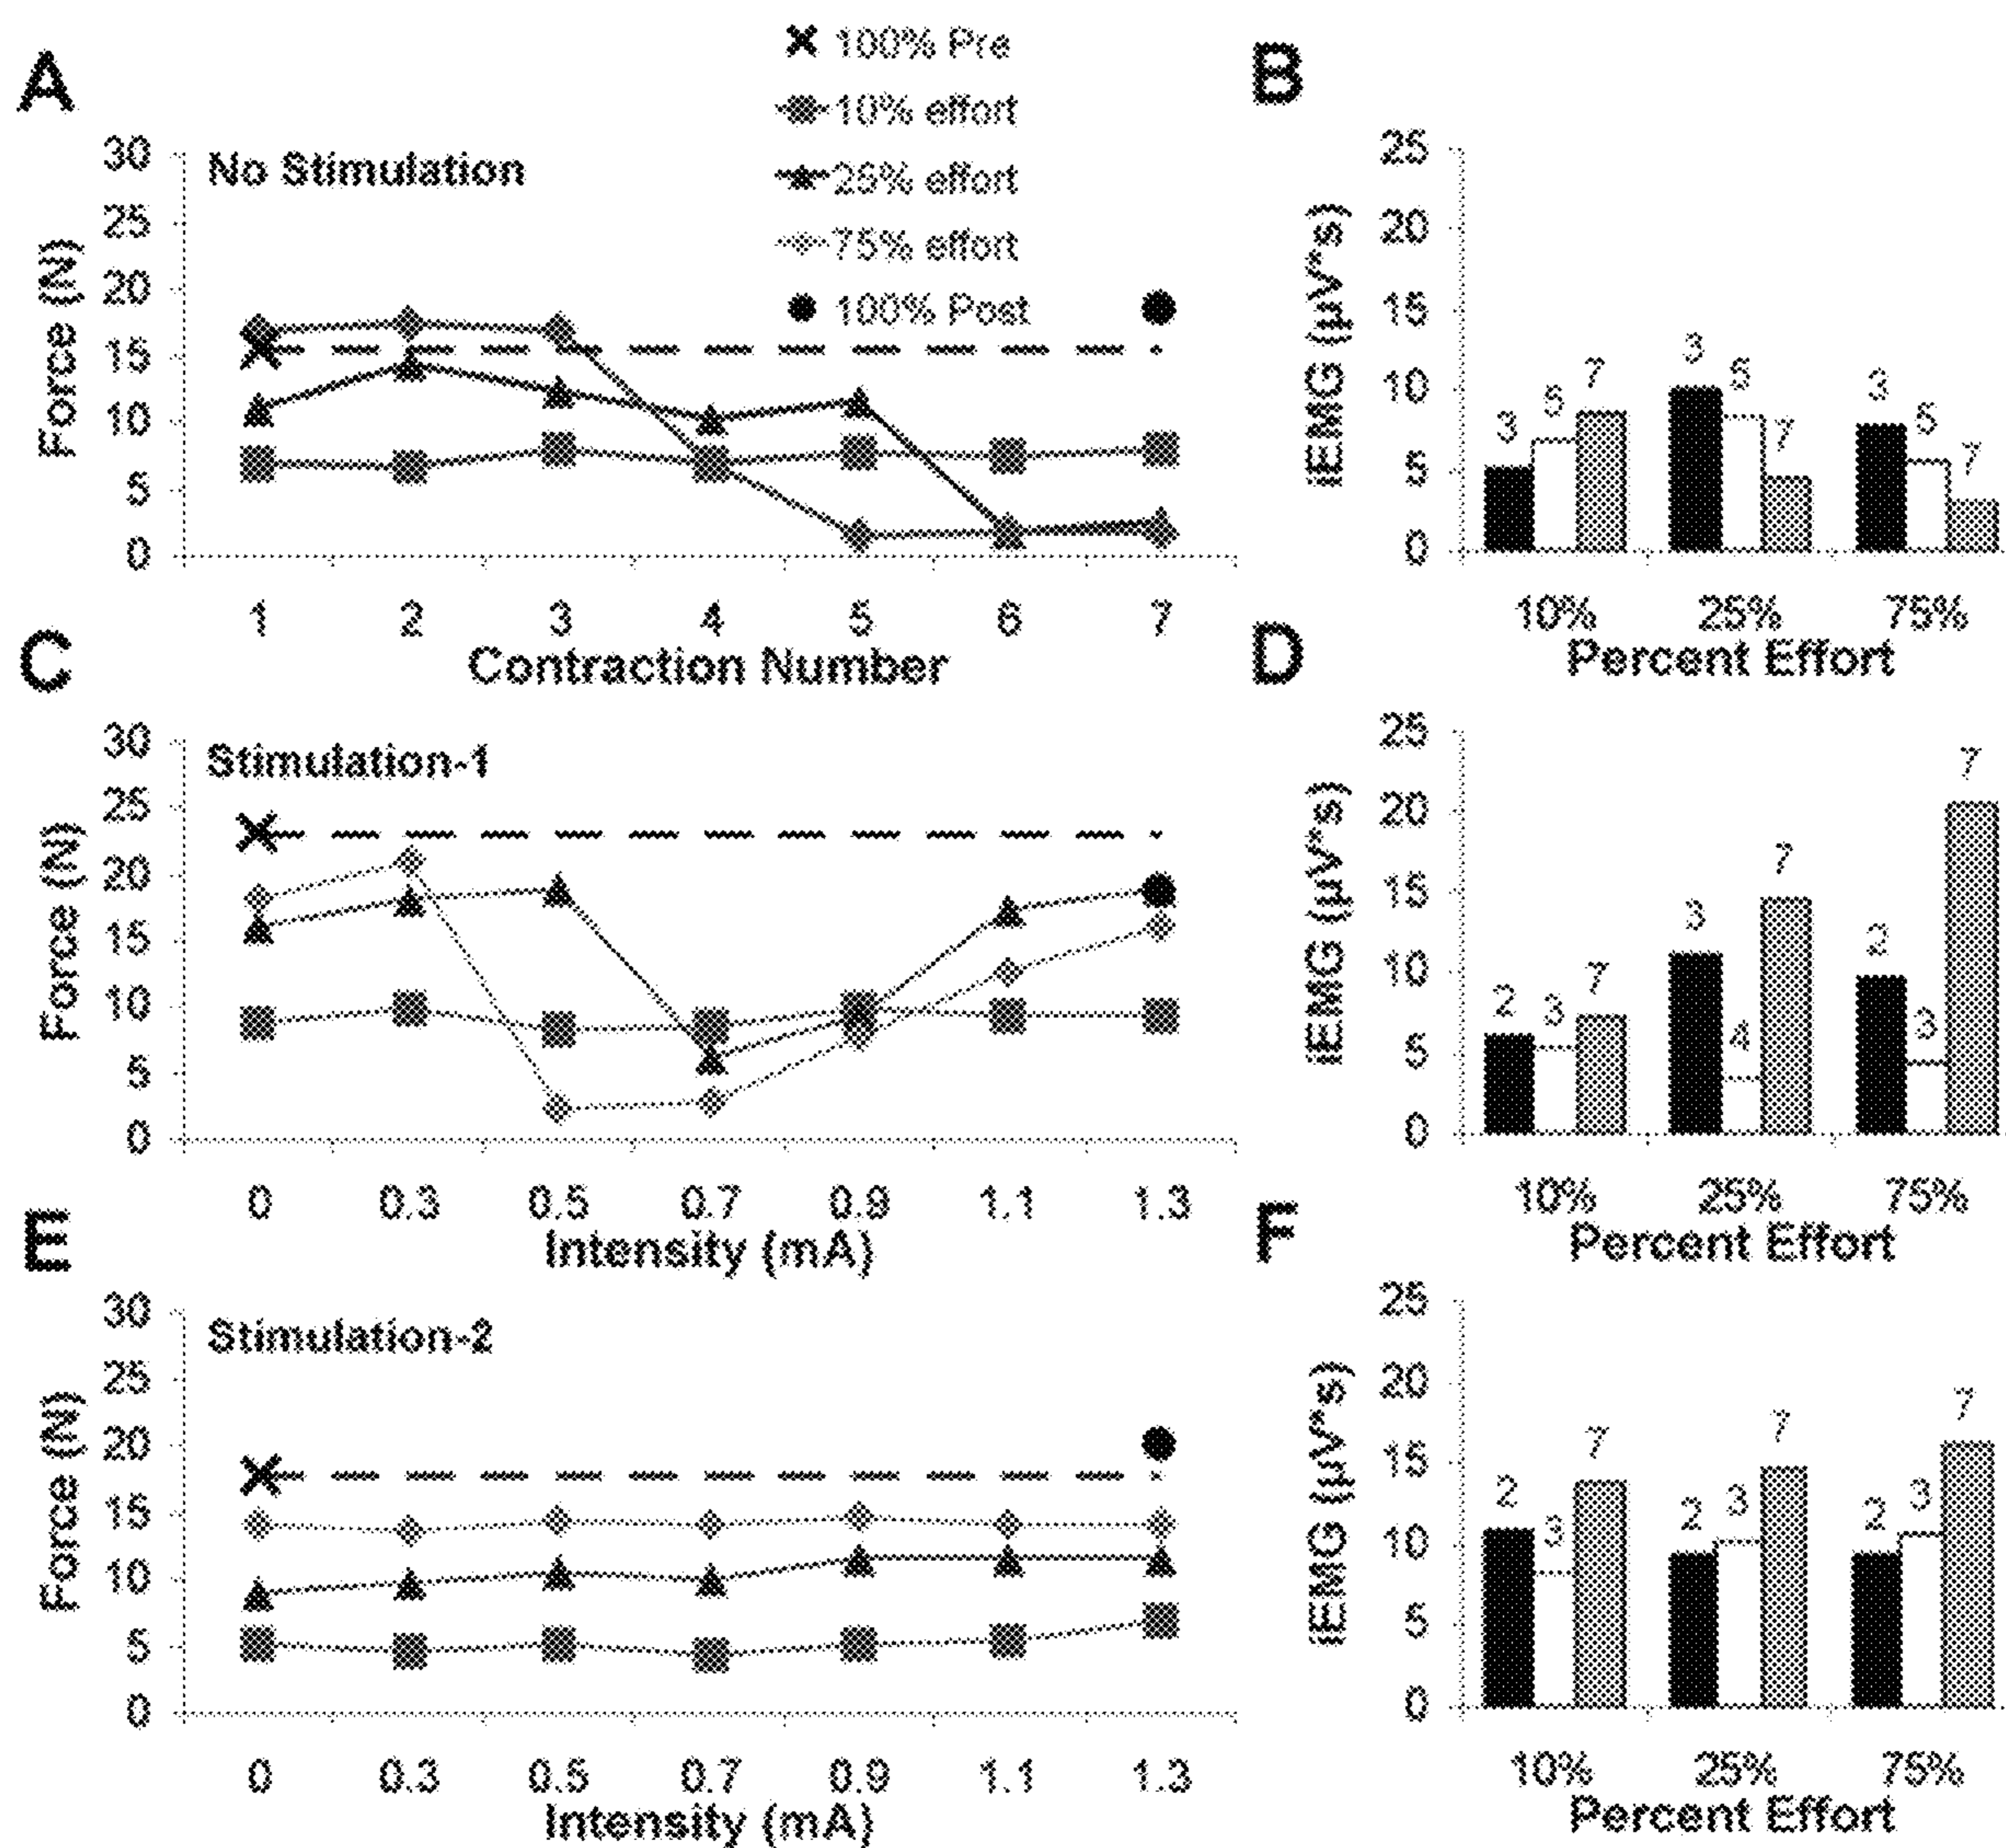 A
× 100% Pre
10% effort
25% effort
75% effort
● 100% Post
No Stimulation
Force (N)
30
25
20
15
10
5
0
1 2 3 4 5 6 7
Contraction Number
B
iEMG (µV*s)
25
20
15
10
5
0
3 5 7 3 5 7 3 5 7
10% 25% 75%
Percent Effort
C
Stimulation-1
Force (N)
30
25
20
15
10
5
0
0 0.3 0.5 0.7 0.9 1.1 1.3
Intensity (mA)
D
iEMG (µV*s)
25
20
15
10
5
0
2 3 7 3 4 7 2 3 7
10% 25% 75%
Percent Effort
E
Stimulation-2
Force (N)
30
25
20
15
10
5
0
0 0.3 0.5 0.7 0.9 1.1 1.3
Intensity (mA)
F
iEMG (µV*s)
25
20
15
10
5
0
2 3 7 2 3 7 2 3 7
10% 25% 75%
Percent Effort